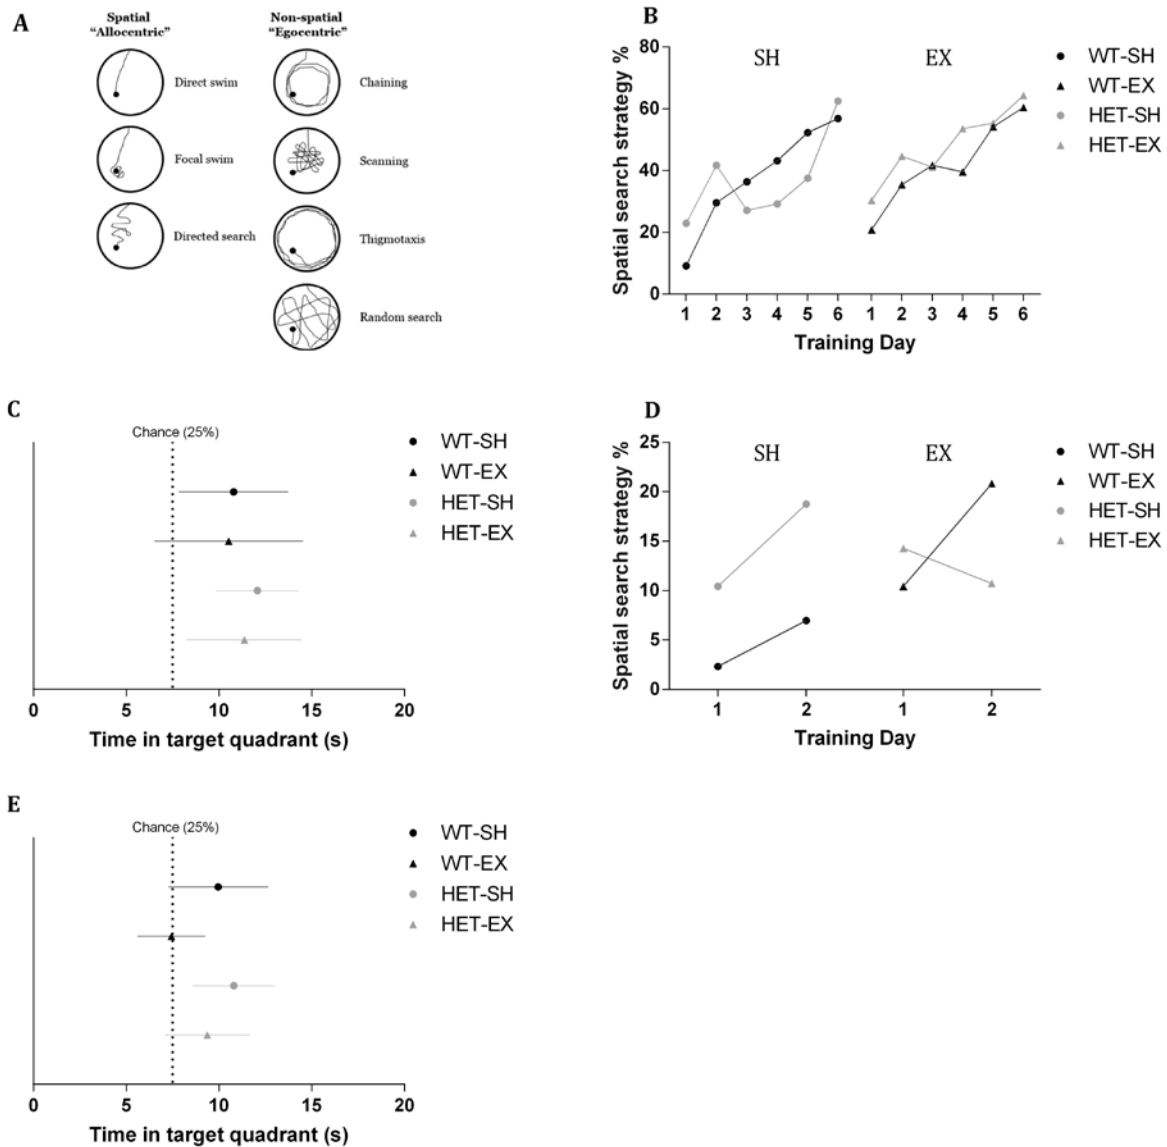 A
Spatial
"Allocentric"
Non-spatial
"Egocentric"
Direct swim
Chaining
Focal swim
Scanning
Directed search
Thigmotaxis
Random search
B
SH
EX
WT-SH
WT-EX
HET-SH
HET-EX
Spatial search strategy %
80
60
40
20
0
1 2 3 4 5 6 1 2 3 4 5 6
Training Day
C
Chance (25%)
WT-SH
WT-EX
HET-SH
HET-EX
0 5 10 15 20
Time in target quadrant (s)
D
SH
EX
WT-SH
WT-EX
HET-SH
HET-EX
Spatial search strategy %
25
20
15
10
5
0
1 2 1 2
Training Day
E
Chance (25%)
WT-SH
WT-EX
HET-SH
HET-EX
0 5 10 15 20
Time in target quadrant (s)